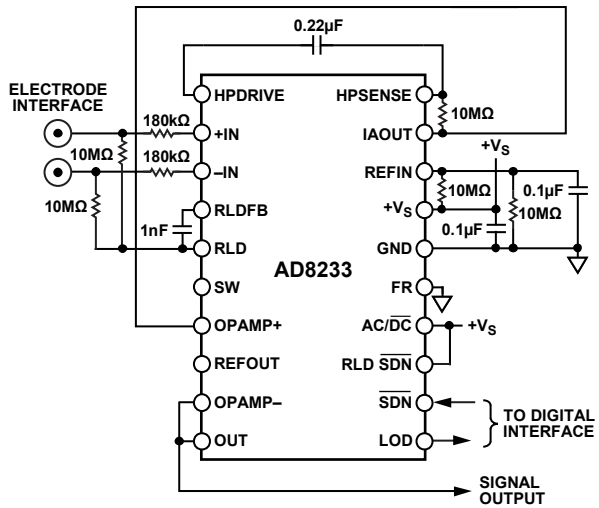 0.22µF
ELECTRODE
INTERFACE
HPDRIVE
HPSENSE
10MΩ
180kΩ
+IN
IAOUT
10MΩ
180kΩ
+VS
–IN
REFIN
10MΩ
10MΩ
0.1µF
10MΩ
RLDFB
+VS
0.1µF
1nF
RLD
GND
AD8233
SW
FR
OPAMP+
AC/DC
+VS
REFOUT
RLD SDN
OPAMP–
SDN
TO DIGITAL
INTERFACE
OUT
LOD
SIGNAL
OUTPUT